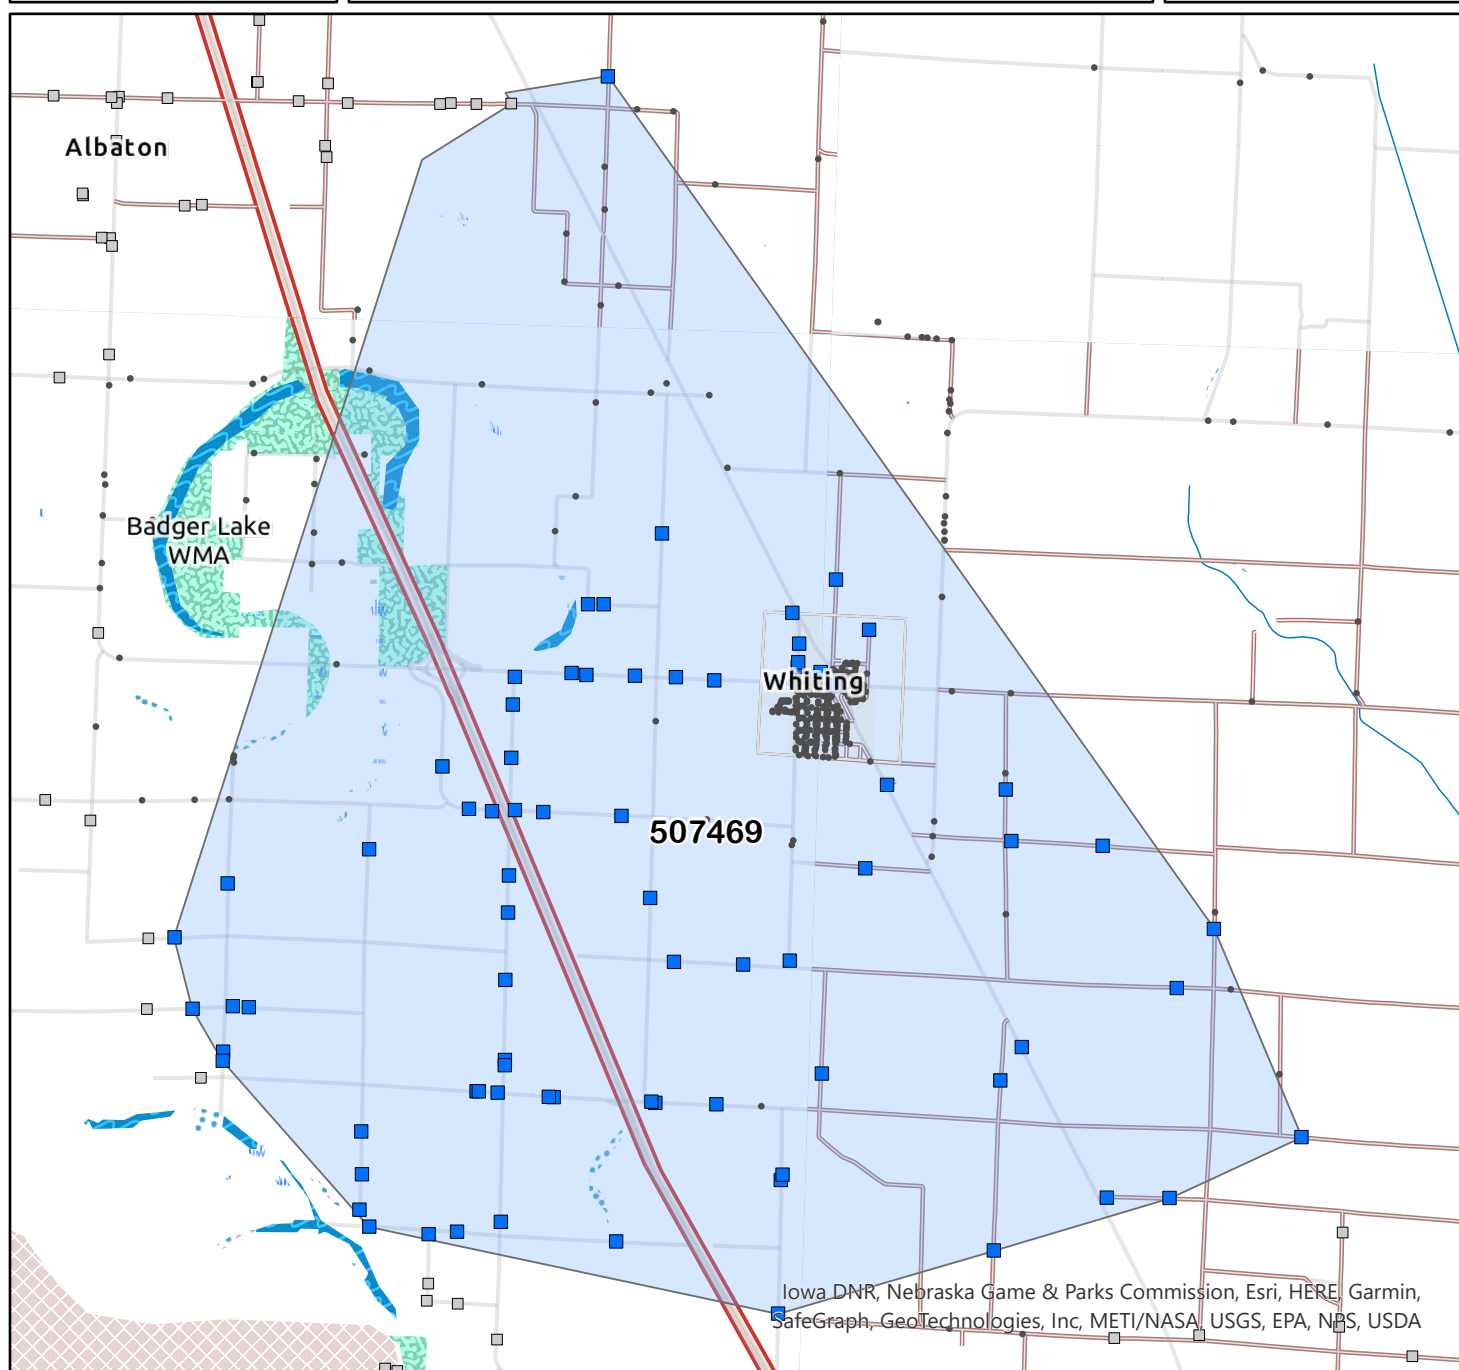 Albaton
Badger Lake
WMA
Whiting
507469
Iowa DNR, Nebraska Game & Parks Commission, Esri, HERE, Garmin,
SafeGraph, GeoTechnologies, Inc, METI/NASA, USGS, EPA, NPS, USDA